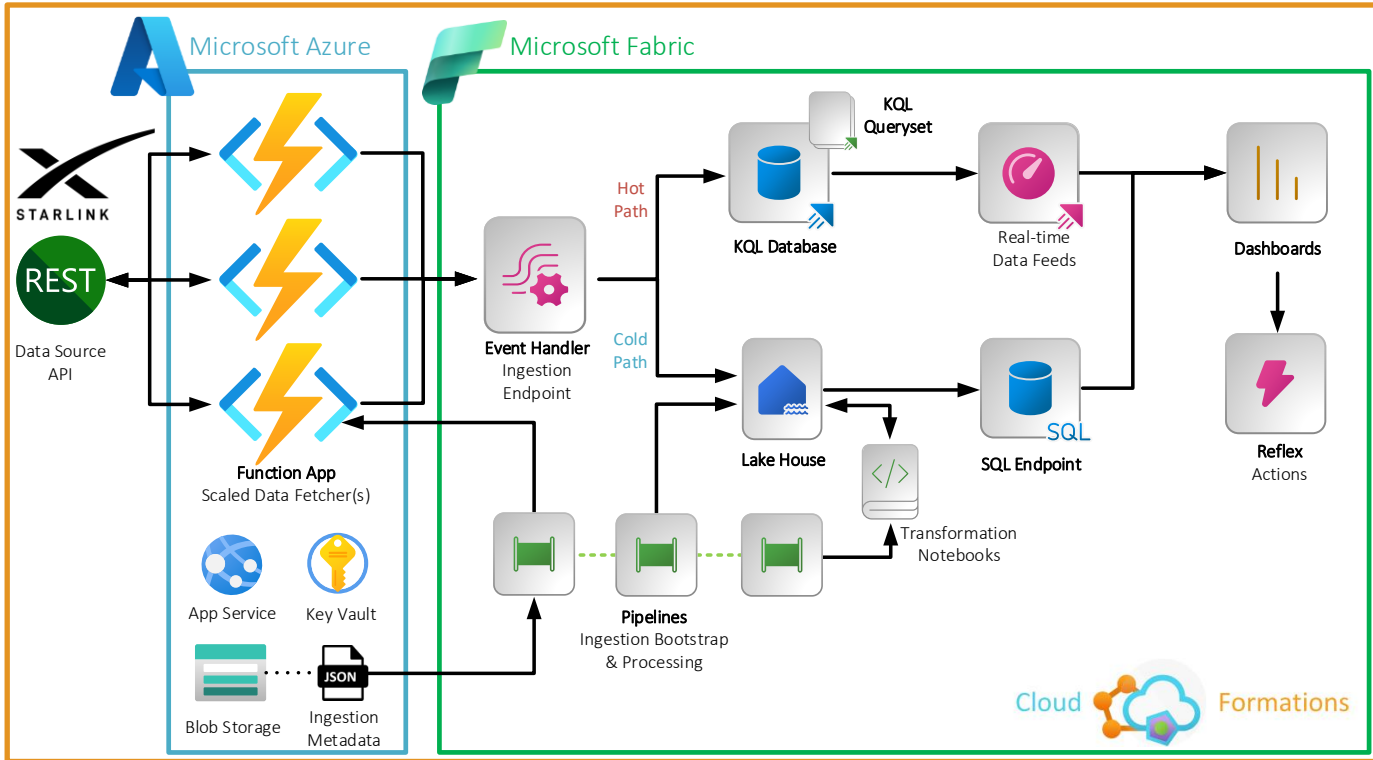 Microsoft Azure
Microsoft Fabric
STARLINK
REST
Data Source
API
Function App
Scaled Data Fetcher(s)
App Service
Key Vault
Blob Storage
JSON
Ingestion
Metadata
Event Handler
Ingestion
Endpoint
Hot
Path
Cold
Path
KQL
Queryset
KQL Database
Real-time
Data Feeds
Dashboards
Lake House
SQL
SQL Endpoint
Reflex
Actions
Transformation
Notebooks
Pipelines
Ingestion Bootstrap
& Processing
Cloud Formations